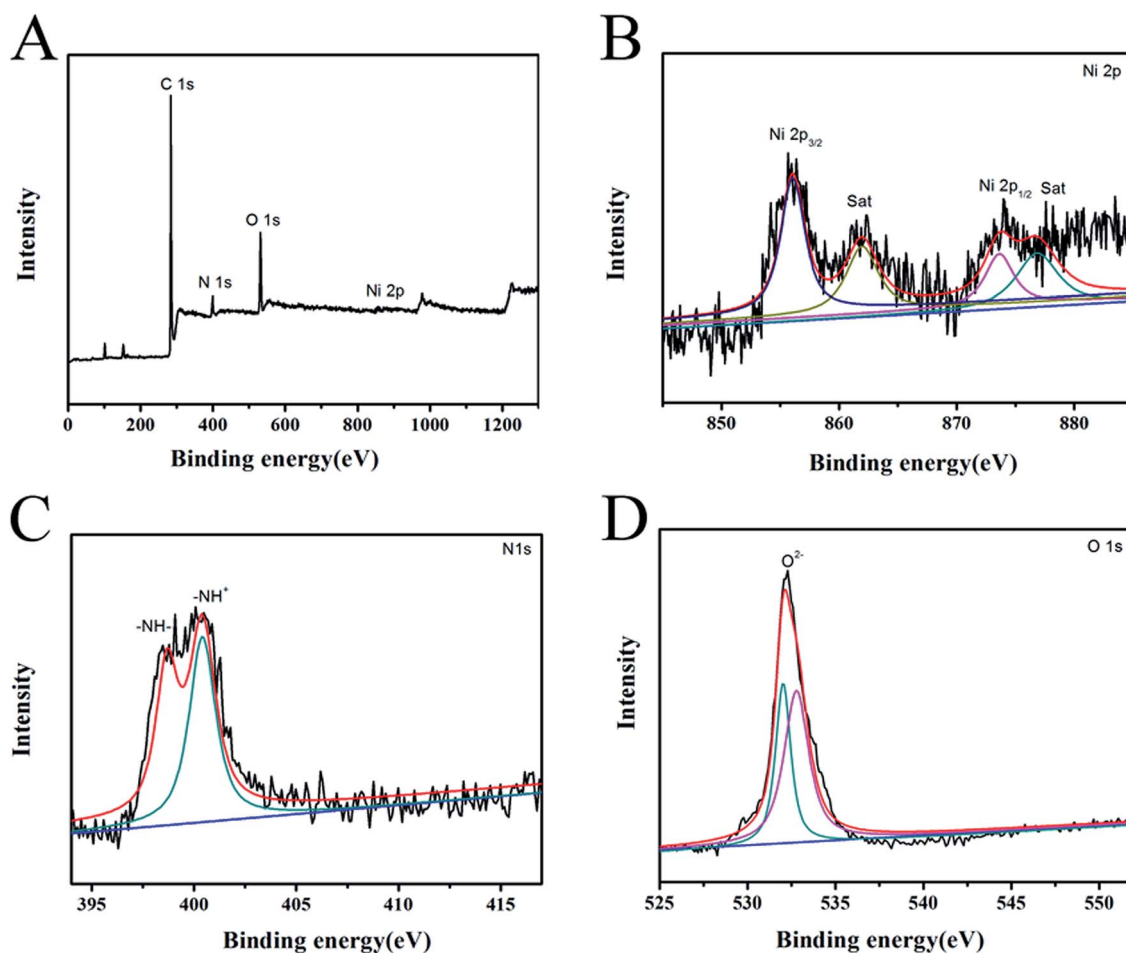 A
C 1s
O 1s
N 1s
Ni 2p
Intensity
0 200 400 600 800 1000 1200
Binding energy(eV)
B
Ni 2p
Ni 2p3/2
Sat
Ni 2p1/2 Sat
Intensity
850 860 870 880
Binding energy(eV)
C
N1s
-NH+
-NH-
Intensity
395 400 405 410 415
Binding energy(eV)
D
O 1s
O2-
Intensity
525 530 535 540 545 550
Binding energy(eV)